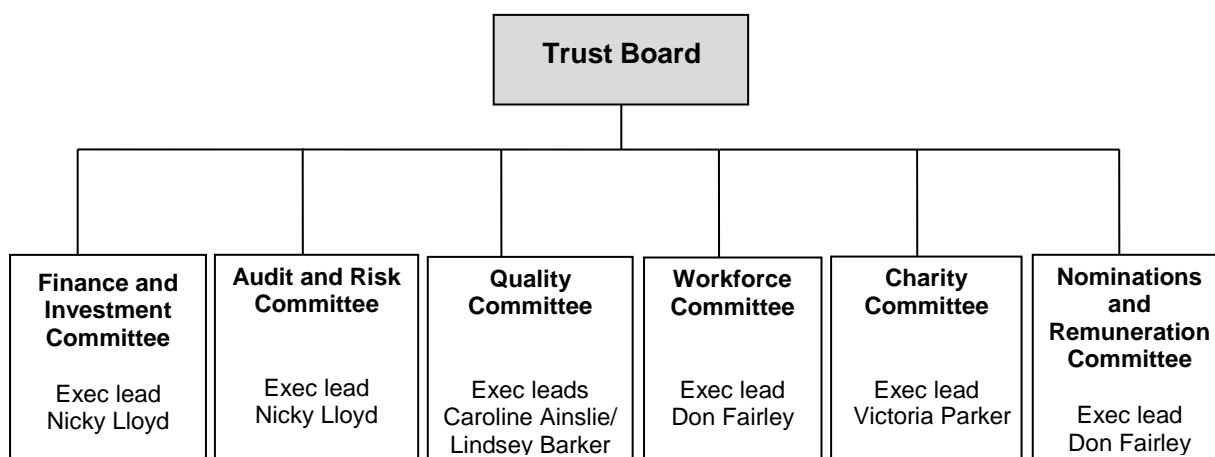 Trust Board
Finance and
Investment
Committee
Exec lead
Nicky Lloyd
Audit and Risk
Committee
Exec lead
Nicky Lloyd
Quality
Committee
Exec leads
Caroline Ainslie/
Lindsey Barker
Workforce
Committee
Exec lead
Don Fairley
Charity
Committee
Exec lead
Victoria Parker
Nominations
and
Remuneration
Committee
Exec lead
Don Fairley